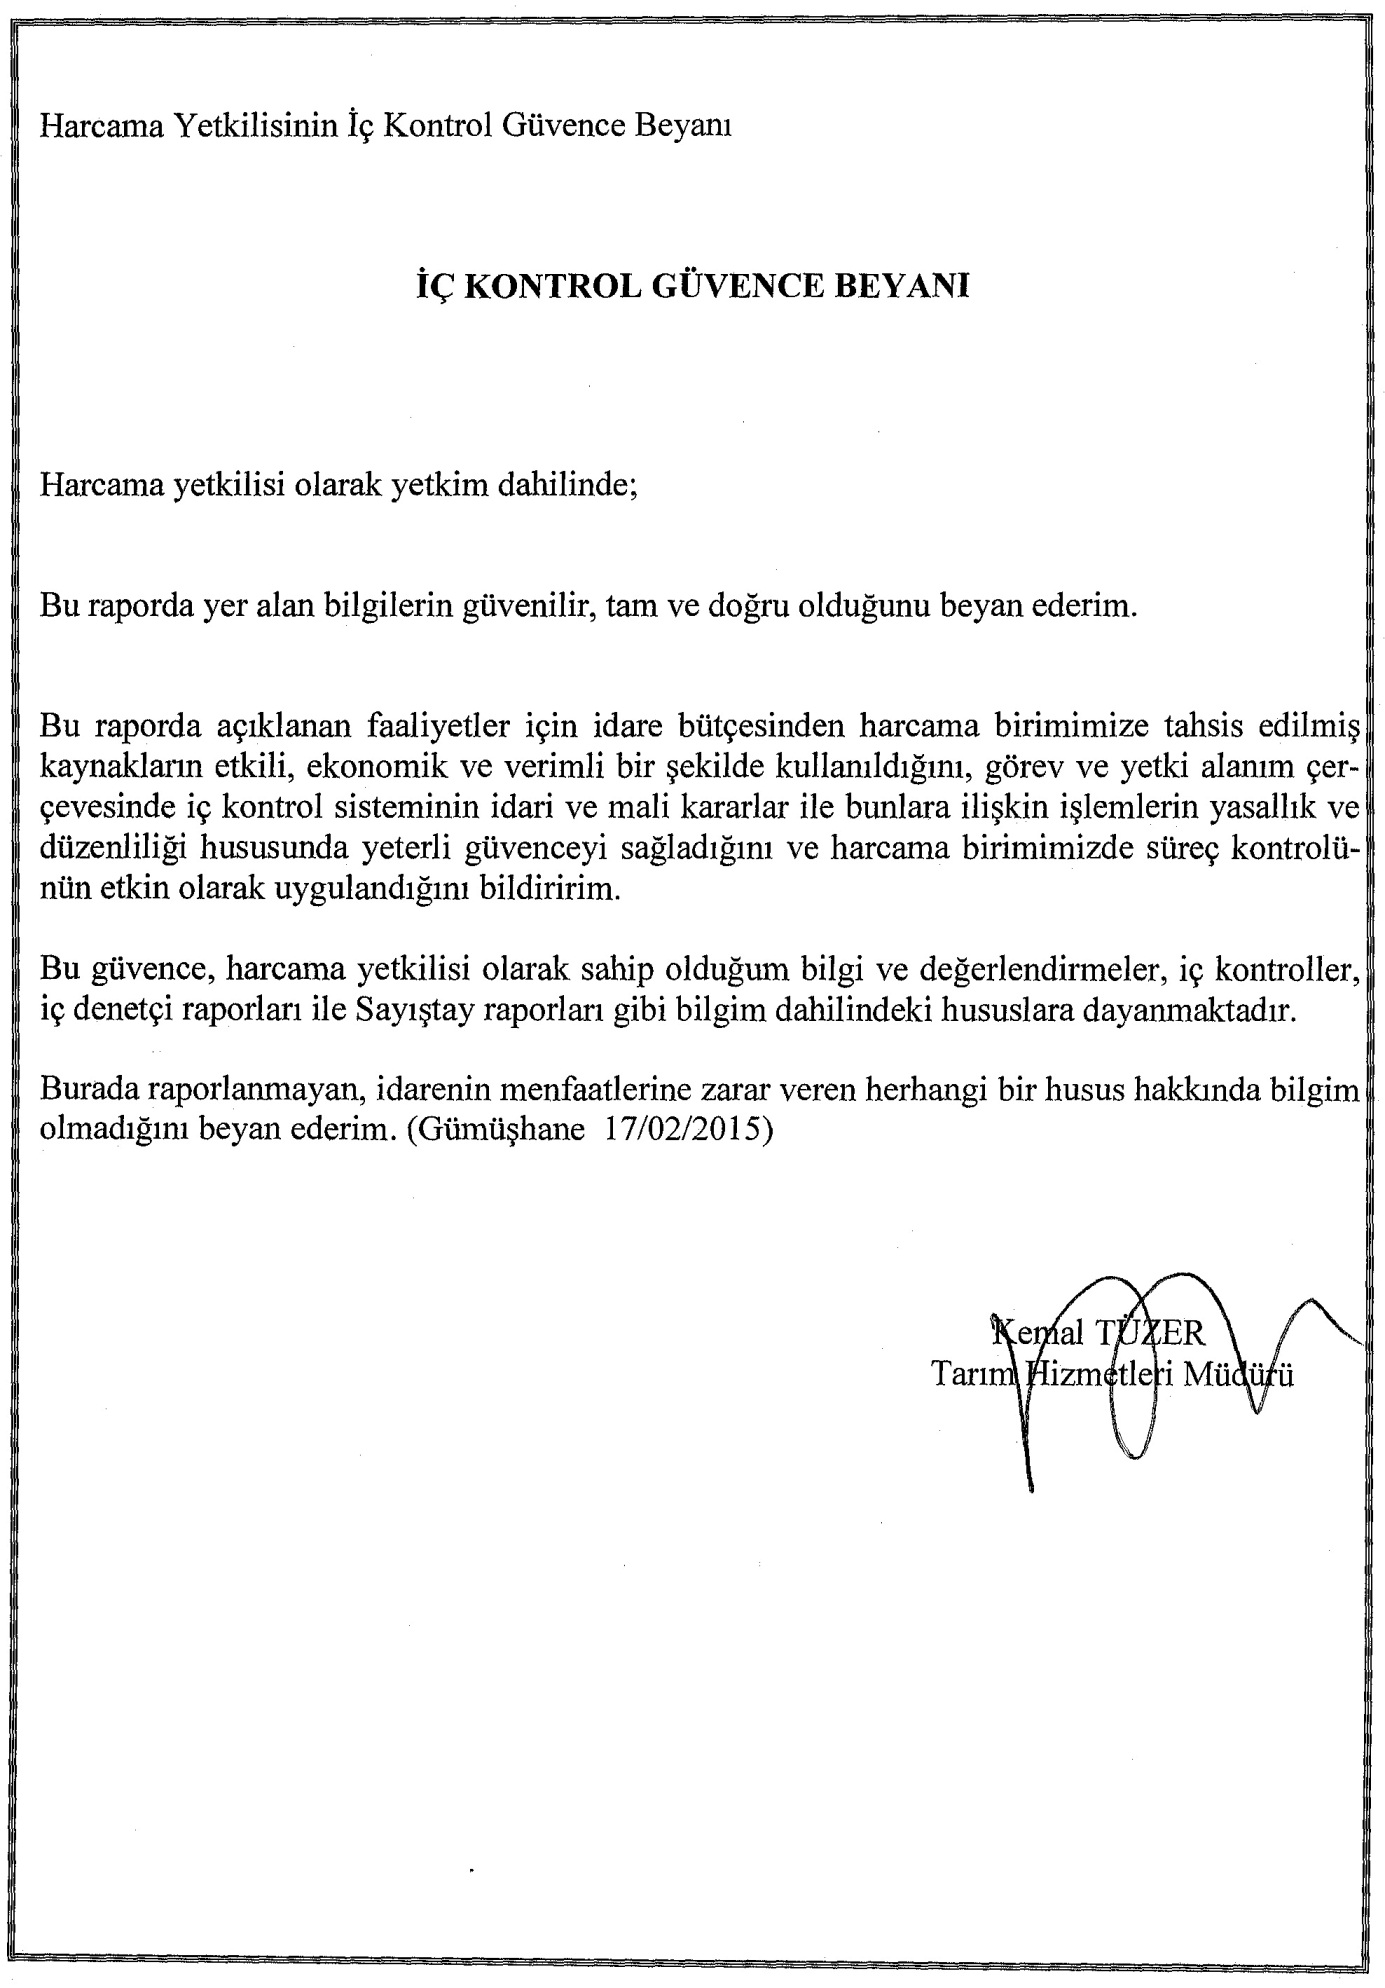 Harcama Yetkilisinin İç Kontrol Güvence Beyanı
İÇ KONTROL GÜVENCE BEYANI
Harcama yetkilisi olarak yetkim dahilinde;
Bu raporda yer alan bilgilerin güvenilir, tam ve doğru olduğunu beyan ederim.
Bu raporda açıklanan faaliyetler için idare bütçesinden harcama birimimize tahsis edilmiş
kaynakların etkili, ekonomik ve verimli bir şekilde kullanıldığını, görev ve yetki alanım çer-
çevesinde iç kontrol sisteminin idari ve mali kararlar ile bunlara ilişkin işlemlerin yasallık ve
düzenliliği hususunda yeterli güvenceyi sağladığını ve harcama birimimizde süreç kontrolü-
nün etkin olarak uygulandığını bildiririm.
Bu güvence, harcama yetkilisi olarak sahip olduğum bilgi ve değerlendirmeler, iç kontroller,
iç denetçi raporları ile Sayıştay raporları gibi bilgim dahilindeki hususlara dayanmaktadır.
Burada raporlanmayan, idarenin menfaatlerine zarar veren herhangi bir husus hakkında bilgim
olmadığını beyan ederim. (Gümüşhane 17/02/2015)
Kemal TÜZER
Tarım Hizmetleri Müdürü